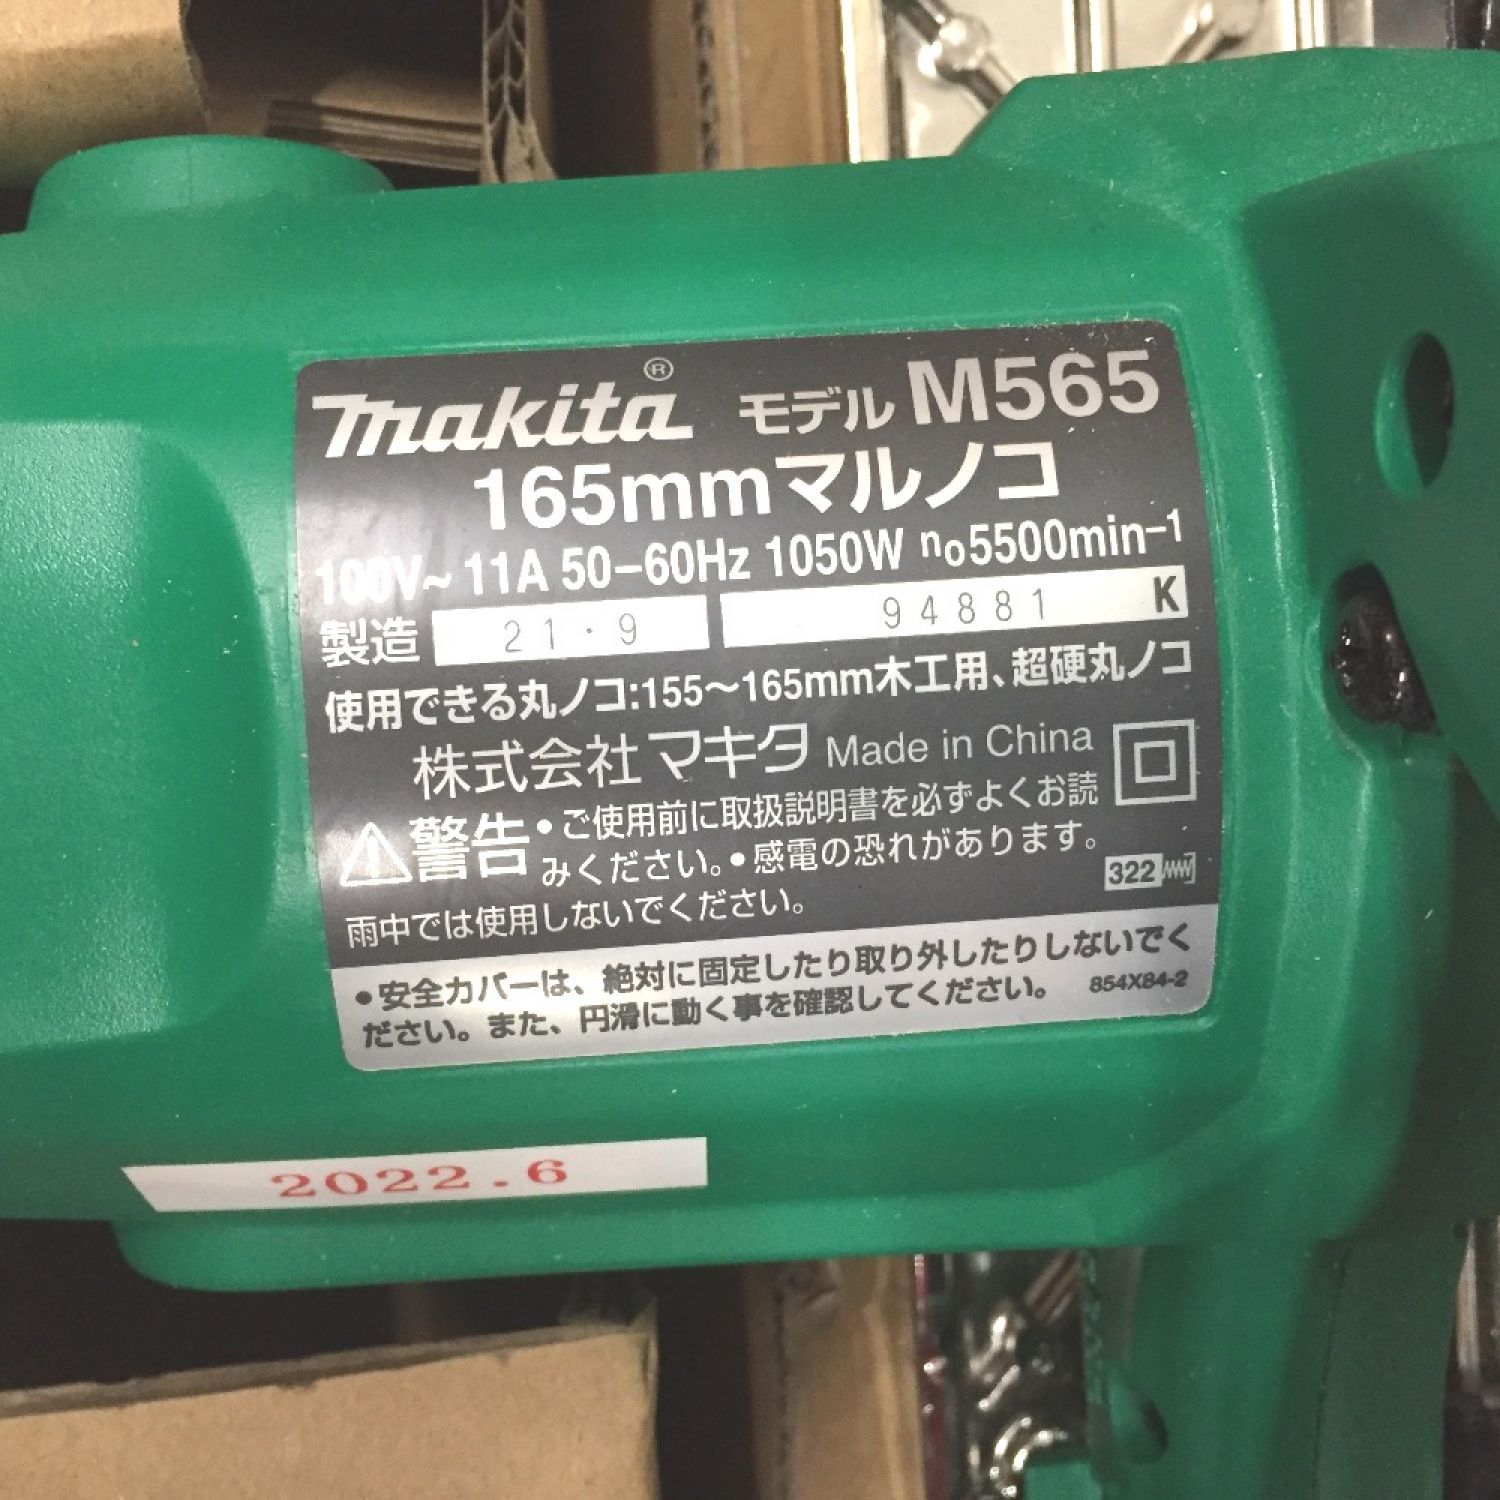 makita® モデル M565
165mmマルノコ
100V~ 11A 50-60Hz 1050W n₀5500min⁻¹
製造 21・9 94881 K
使用できる丸ノコ:155~165mm木工用、超硬丸ノコ
株式会社マキタ Made in China
警告 •ご使用前に取扱説明書を必ずよくお読
みください。•感電の恐れがあります。
雨中では使用しないでください。
322
•安全カバーは、絶対に固定したり取り外したりしないでく
ださい。また、円滑に動く事を確認してください。 854X84-2
2022.6